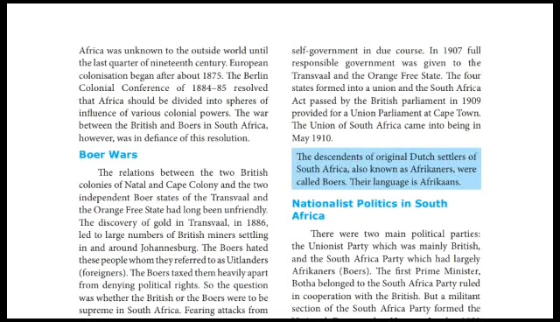 Africa was unknown to the outside world until
the last quarter of nineteenth century. European
colonisation began after about 1875. The Berlin
Colonial Conference of 1884–85 resolved
that Africa should be divided into spheres of
influence of various colonial powers. The war
between the British and Boers in South Africa,
however, was in defiance of this resolution.
Boer Wars
The relations between the two British
colonies of Natal and Cape Colony and the two
independent Boer states of the Transvaal and
the Orange Free State had long been unfriendly.
The discovery of gold in Transvaal, in 1886,
led to large numbers of British miners settling
in and around Johannesburg. The Boers hated
these people whom they referred to as Uitlanders
(foreigners). The Boers taxed them heavily apart
from denying political rights. So the question
was whether the British or the Boers were to be
supreme in South Africa. Fearing attacks from
self-government in due course. In 1907 full
responsible government was given to the
Transvaal and the Orange Free State. The four
states formed into a union and the South Africa
Act passed by the British parliament in 1909
provided for a Union Parliament at Cape Town.
The Union of South Africa came into being in
May 1910.
The descendents of original Dutch settlers of
South Africa, also known as Afrikaners, were
called Boers. Their language is Afrikaans.
Nationalist Politics in South
Africa
There were two main political parties:
the Unionist Party which was mainly British,
and the South Africa Party which had largely
Afrikaners (Boers). The first Prime Minister,
Botha belonged to the South Africa Party ruled
in cooperation with the British. But a militant
section of the South Africa Party formed the